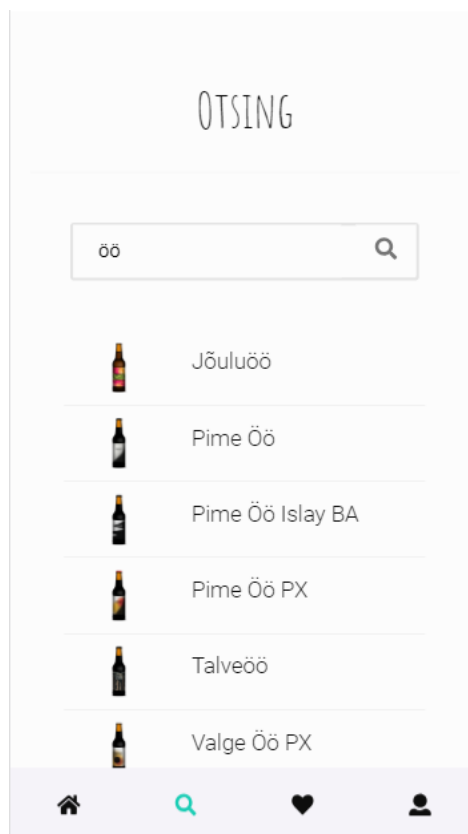 Otsing
öö
Jõuluöö
Pime Öö
Pime Öö Islay BA
Pime Öö PX
Talveöö
Valge Öö PX